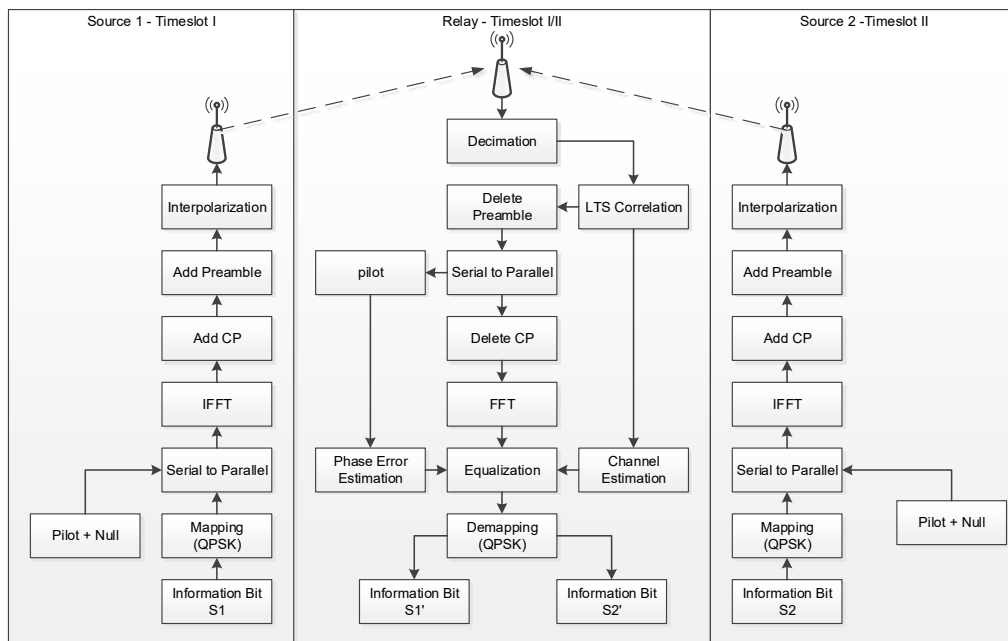 Source 1 - Timeslot I
Interpolarization
Add Preamble
Add CP
IFFT
Serial to Parallel
Pilot + Null
Mapping
(QPSK)
Information Bit
S1
Relay - Timeslot I/II
Decimation
Delete
Preamble
LTS Correlation
pilot
Serial to Parallel
Delete CP
FFT
Phase Error
Estimation
Equalization
Channel
Estimation
Demapping
(QPSK)
Information Bit
S1'
Information Bit
S2'
Source 2 -Timeslot II
Interpolarization
Add Preamble
Add CP
IFFT
Serial to Parallel
Mapping
(QPSK)
Pilot + Null
Information Bit
S2